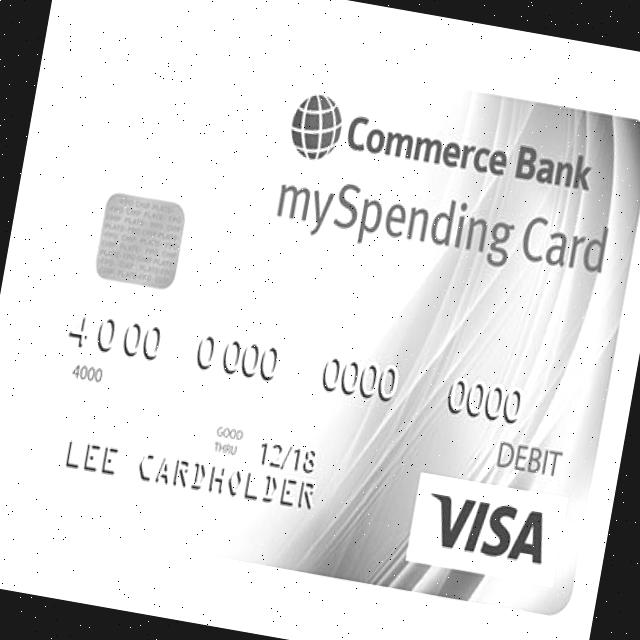 Commerce Bank
mySpending Card
4000 0000 0000 0000
4000
GOOD
THRU 12/18
LEE CARDHOLDER
DEBIT
VISA